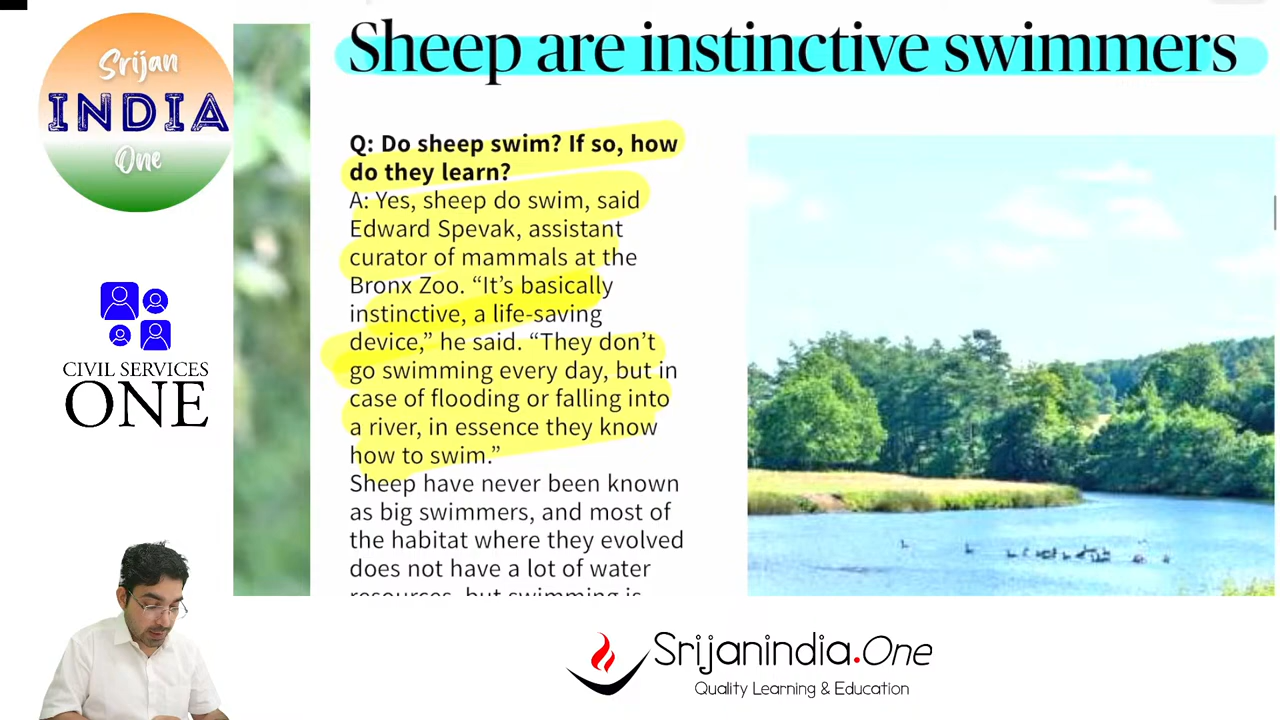 Srijan
INDIA
One
CIVIL SERVICES
ONE
Sheep are instinctive swimmers
Q: Do sheep swim? If so, how
do they learn?
A: Yes, sheep do swim, said
Edward Spevak, assistant
curator of mammals at the
Bronx Zoo. “It’s basically
instinctive, a life-saving
device,” he said. “They don’t
go swimming every day, but in
case of flooding or falling into
a river, in essence they know
how to swim.”
Sheep have never been known
as big swimmers, and most of
the habitat where they evolved
does not have a lot of water
resources, but swimming is
Srijanindia.One
Quality Learning & Education